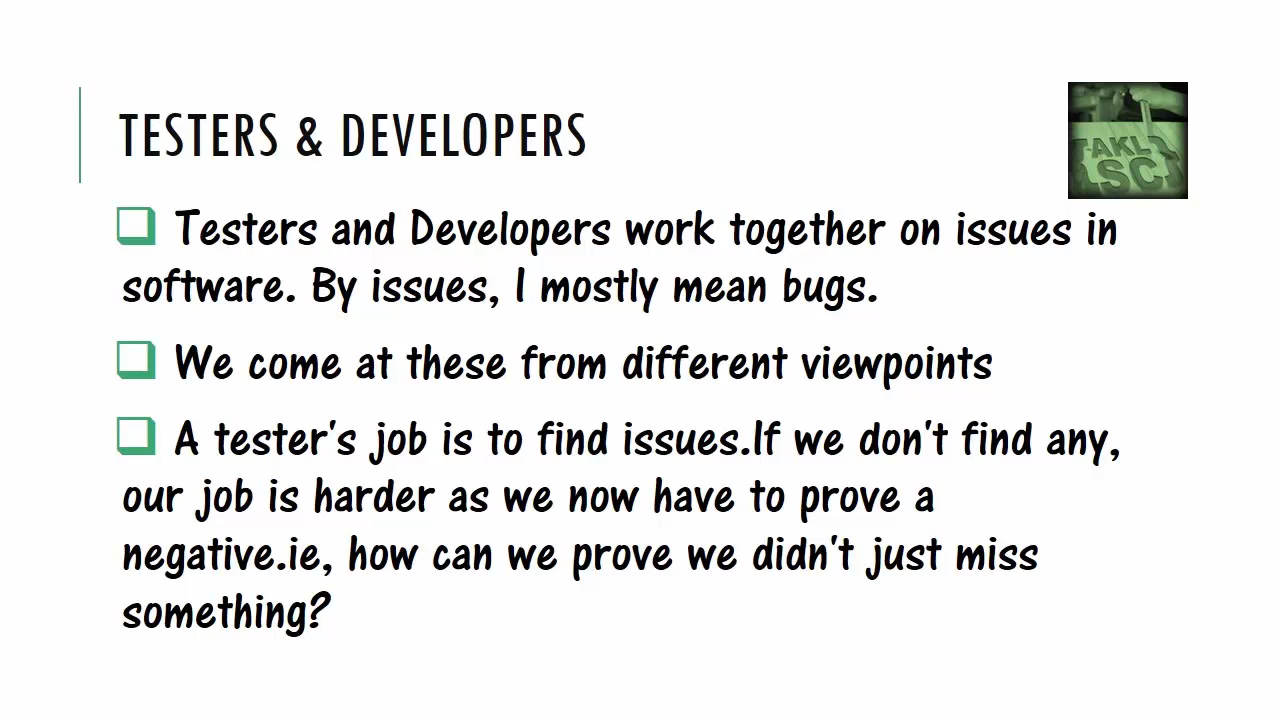 TESTERS & DEVELOPERS
TAKL
{SC}
Testers and Developers work together on issues in
software. By issues, I mostly mean bugs.
We come at these from different viewpoints
A tester's job is to find issues.If we don't find any,
our job is harder as we now have to prove a
negative.ie, how can we prove we didn't just miss
something?